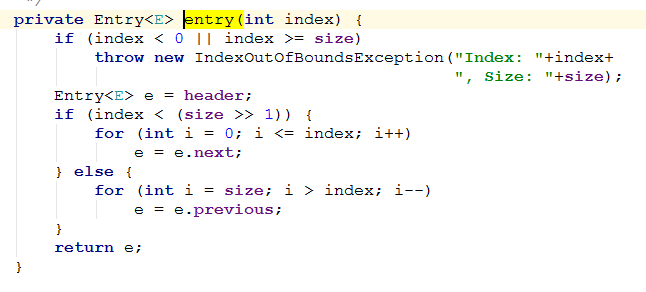 */
private Entry<E> entry(int index) {
    if (index < 0 || index >= size)
        throw new IndexOutOfBoundsException("Index: "+index+
                                            ", Size: "+size);
    Entry<E> e = header;
    if (index < (size >> 1)) {
        for (int i = 0; i <= index; i++)
            e = e.next;
    } else {
        for (int i = size; i > index; i--)
            e = e.previous;
    }
    return e;
}